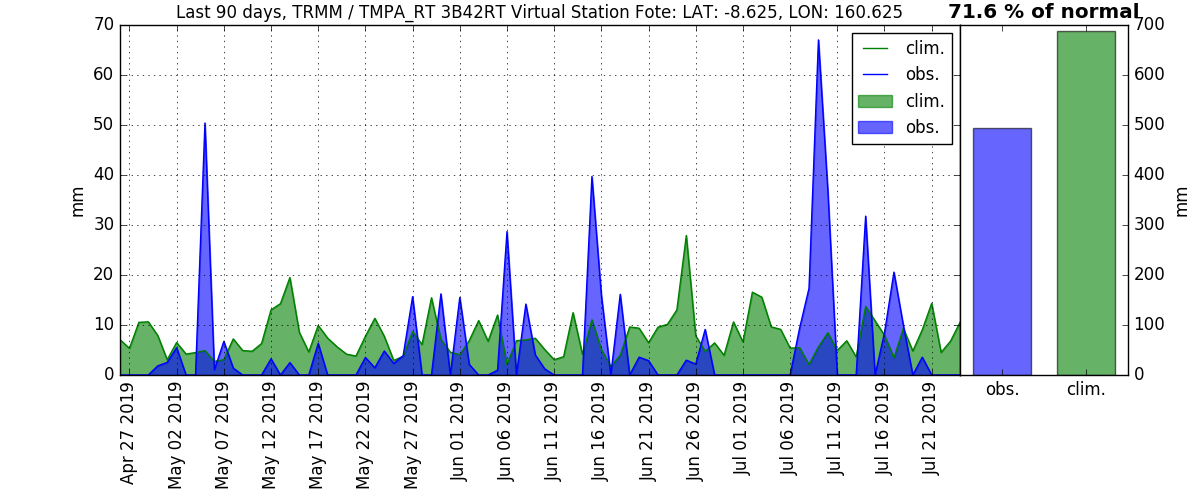 Last 90 days, TRMM / TMPA_RT 3B42RT Virtual Station Fote: LAT: -8.625, LON: 160.625
71.6 % of normal
70
60
50
40
30
20
10
0
mm
clim.
obs.
clim.
obs.
700
600
500
400
300
200
100
0
mm
Apr 27 2019
May 02 2019
May 07 2019
May 12 2019
May 17 2019
May 22 2019
May 27 2019
Jun 01 2019
Jun 06 2019
Jun 11 2019
Jun 16 2019
Jun 21 2019
Jun 26 2019
Jul 01 2019
Jul 06 2019
Jul 11 2019
Jul 16 2019
Jul 21 2019
obs.
clim.